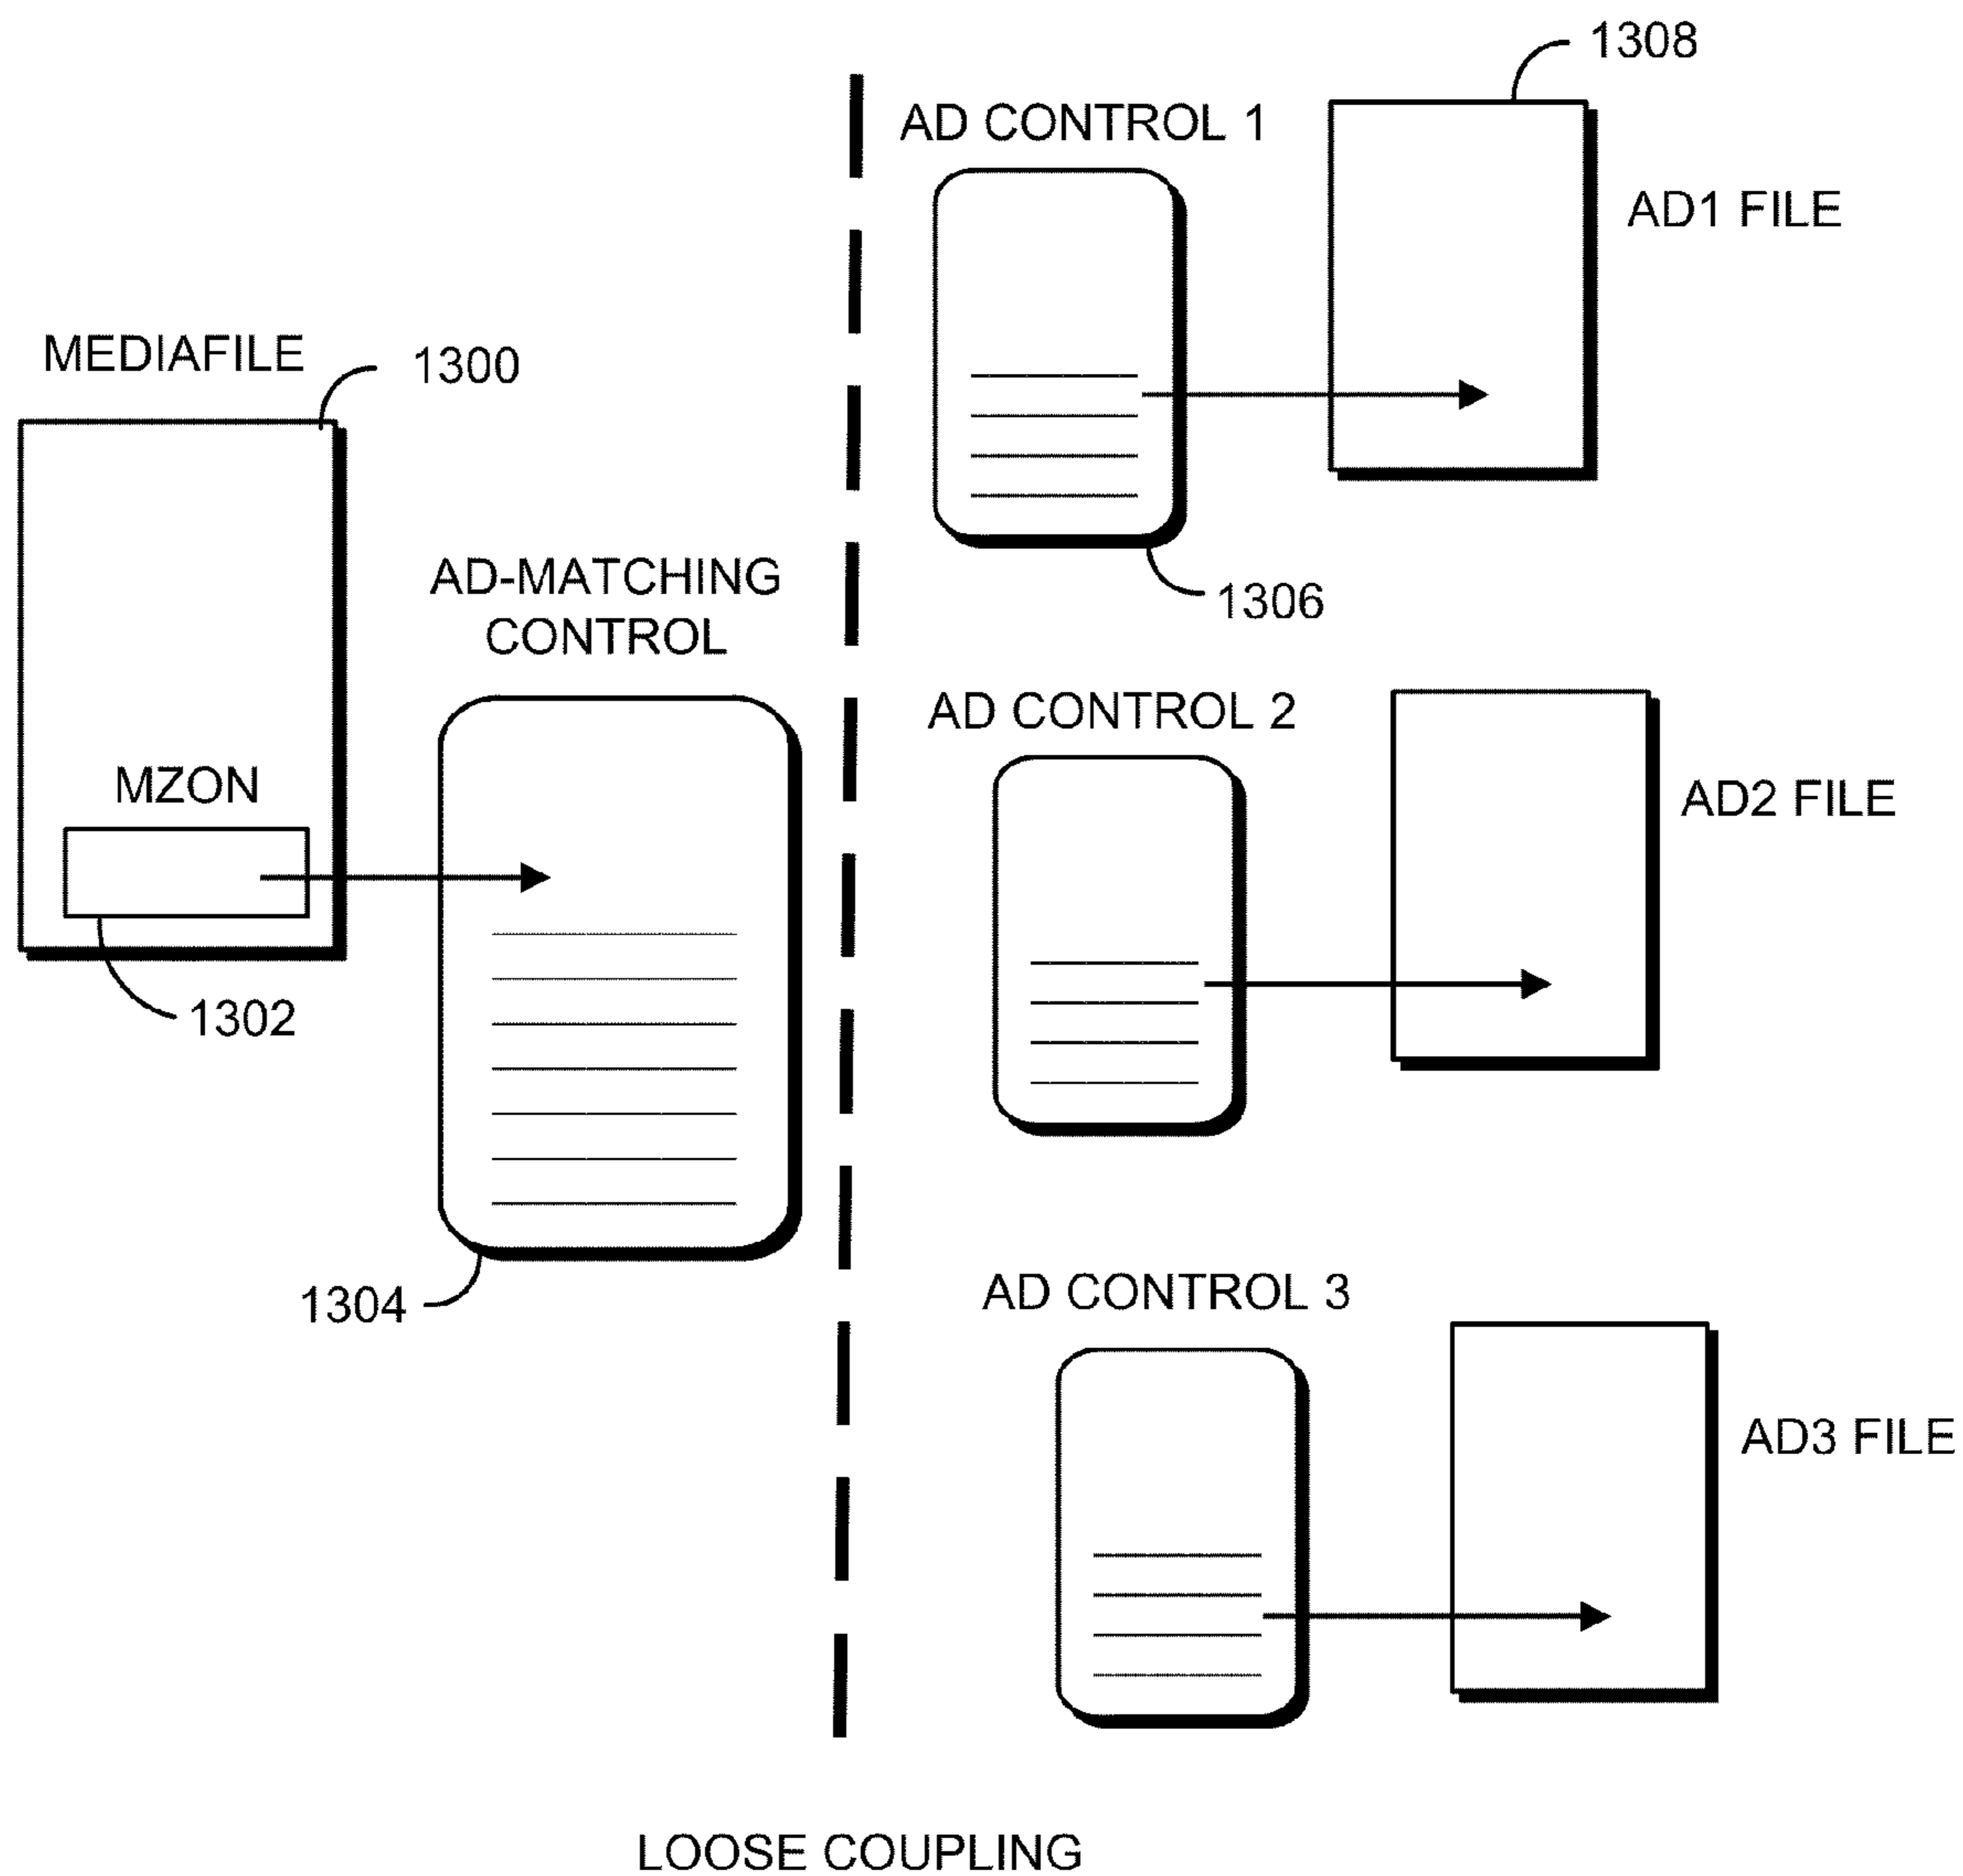 1308
AD CONTROL 1
AD1 FILE
MEDIAFILE
1300
AD-MATCHING
CONTROL
1306
AD CONTROL 2
MZON
AD2 FILE
1302
AD CONTROL 3
1304
AD3 FILE
LOOSE COUPLING